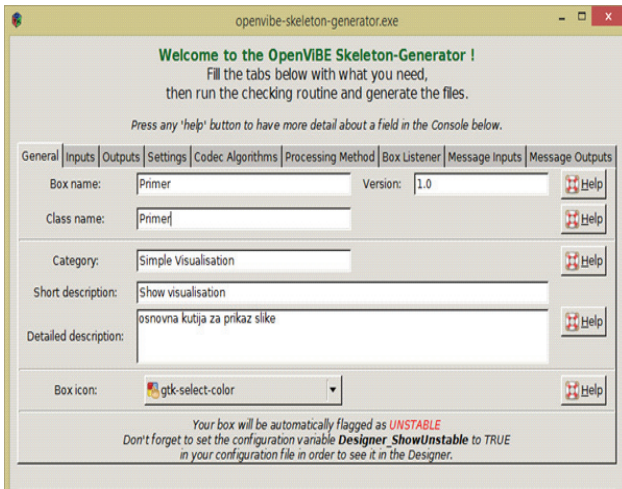 openvibe-skeleton-generator.exe
Welcome to the OpenViBE Skeleton-Generator !
Fill the tabs below with what you need,
then run the checking routine and generate the files.
Press any 'help' button to have more detail about a field in the Console below.
General Inputs Outputs Settings Codec Algorithms Processing Method Box Listener Message Inputs Message Outputs
Box name: Primer Version: 1.0 Help
Class name: Primer Help
Category: Simple Visualisation Help
Short description: Show visualisation
Detailed description: osnovna kutija za prikaz slike Help
Box icon: gtk-select-color Help
Your box will be automatically flagged as UNSTABLE
Don't forget to set the configuration variable Designer_ShowUnstable to TRUE
in your configuration file in order to see it in the Designer.